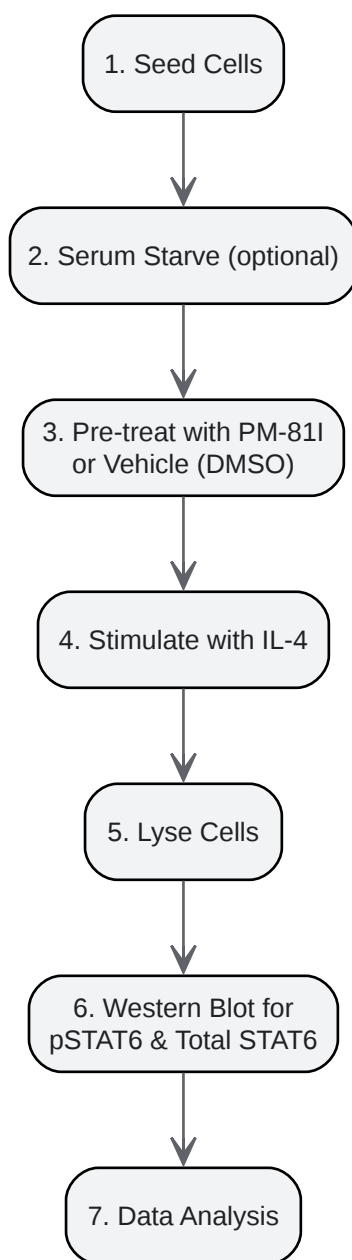 1. Seed Cells
2. Serum Starve (optional)
3. Pre-treat with PM-81I
or Vehicle (DMSO)
4. Stimulate with IL-4
5. Lyse Cells
6. Western Blot for
pSTAT6 & Total STAT6
7. Data Analysis